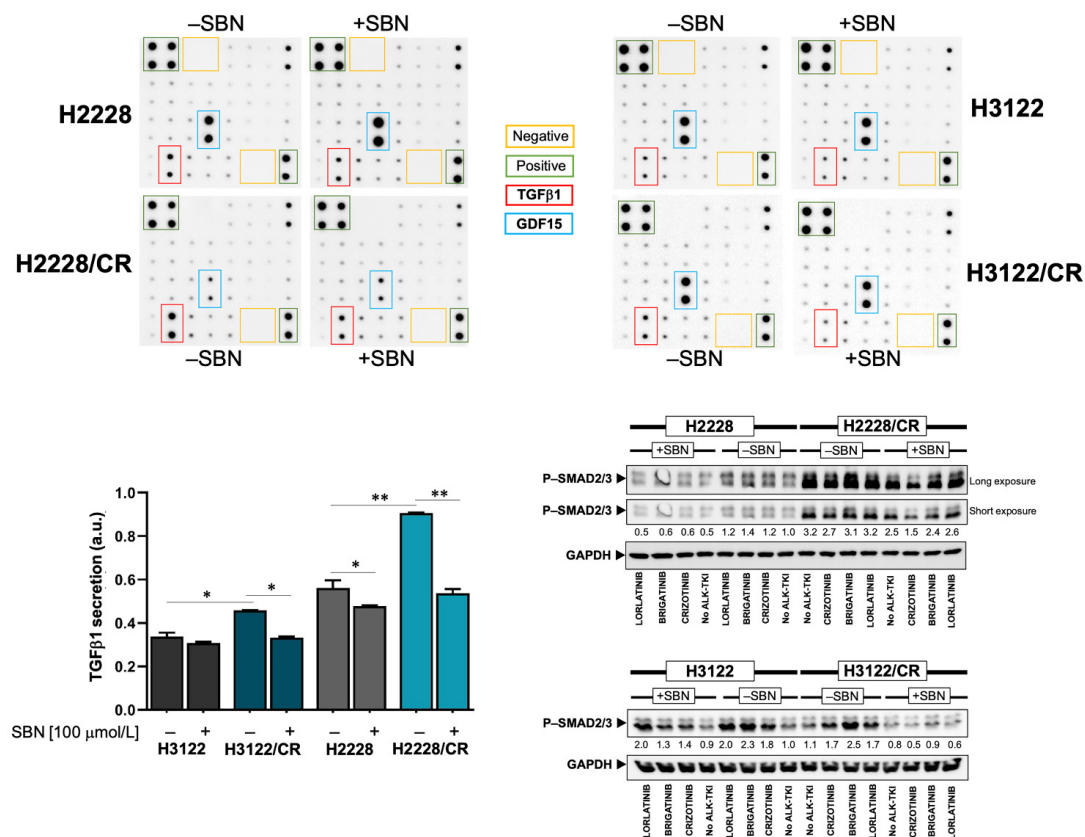 –SBN +SBN –SBN +SBN
H2228 H3122
Negative
Positive
TGFβ1
GDF15
H2228/CR H3122/CR
–SBN +SBN –SBN +SBN
TGFβ1 secretion (a.u.)
1.0
0.8
0.6
0.4
0.2
0.0
* * * ** **
SBN [100 μmol/L] – + – + – + – +
H3122 H3122/CR H2228 H2228/CR
H2228 H2228/CR
+SBN –SBN –SBN +SBN
P–SMAD2/3 Long exposure
P–SMAD2/3 Short exposure
0.5 0.6 0.6 0.5 1.2 1.4 1.2 1.0 3.2 2.7 3.1 3.2 2.5 1.5 2.4 2.6
GAPDH
LORLATINIB BRIGATINIB CRIZOTINIB No ALK-TKI LORLATINIB BRIGATINIB CRIZOTINIB No ALK-TKI No ALK-TKI CRIZOTINIB BRIGATINIB LORLATINIB No ALK-TKI CRIZOTINIB BRIGATINIB LORLATINIB
H3122 H3122/CR
+SBN –SBN –SBN +SBN
P–SMAD2/3
2.0 1.3 1.4 0.9 2.0 2.3 1.8 1.0 1.1 1.7 2.5 1.7 0.8 0.5 0.9 0.6
GAPDH
LORLATINIB BRIGATINIB CRIZOTINIB No ALK-TKI LORLATINIB BRIGATINIB CRIZOTINIB No ALK-TKI No ALK-TKI CRIZOTINIB BRIGATINIB LORLATINIB No ALK-TKI CRIZOTINIB BRIGATINIB LORLATINIB